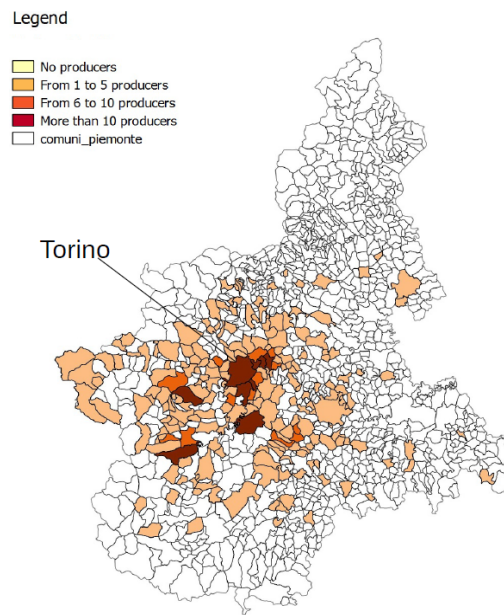 Legend
No producers
From 1 to 5 producers
From 6 to 10 producers
More than 10 producers
comuni_piemonte
Torino